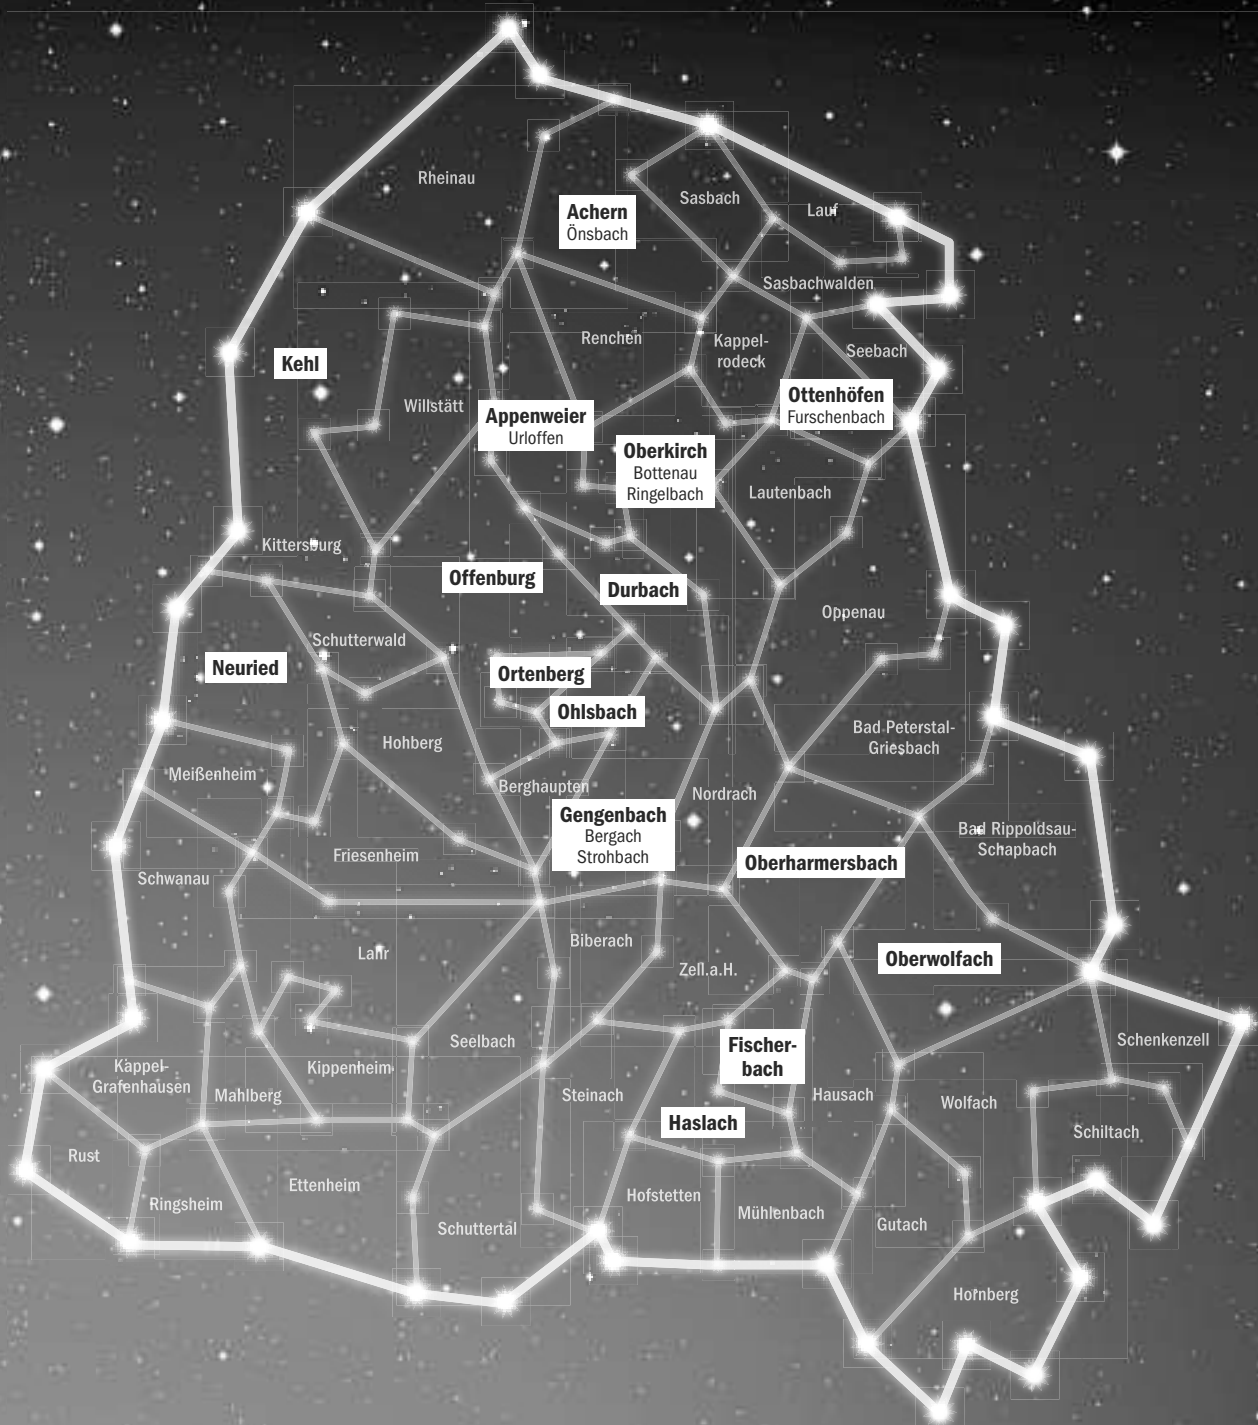 Rheinau
Sasbach
Achern
Önsbach
Lauf
Sasbachwalden
Renchen
Kappel-
rodeck
Seebach
Kehl
Willstätt
Ottenhöfen
Furschenbach
Appenweier
Urloffen
Oberkirch
Bottenau
Ringelbach
Lautenbach
Kittersburg
Offenburg
Durbach
Oppenau
Schutterwald
Neuried
Ortenberg
Ohlsbach
Hohberg
Bad Peterstal-
Griesbach
Meißenheim
Berghaupten
Nordrach
Gengenbach
Bergach
Strohbach
Bad Rippoldsau-
Schapbach
Friesenheim
Oberharmersbach
Schwanau
Biberach
Lahr
Zell.a.H.
Oberwolfach
Seelbach
Schenkenzell
Fischer-
bach
Kappel-
Grafenhausen
Kippenheim
Mahlberg
Steinach
Hausach
Wolfach
Haslach
Schiltach
Rust
Ettenheim
Hofstetten
Ringsheim
Mühlenbach
Gutach
Schuttertal
Hornberg